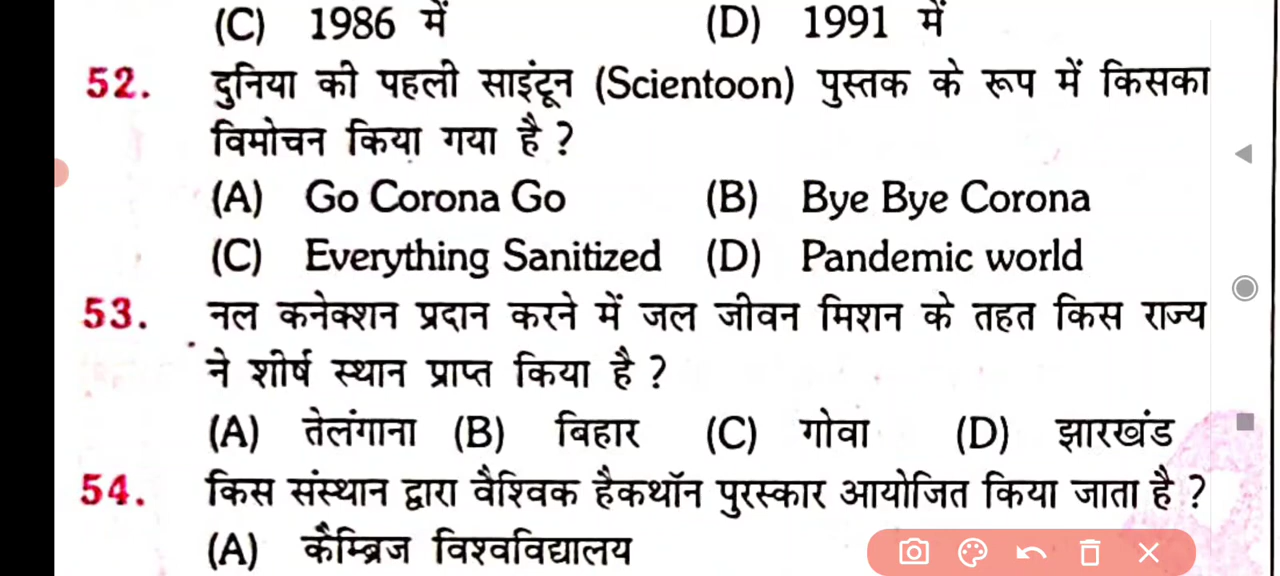 (C) 1986 में (D) 1991 में
52. दुनिया की पहली साइंटून (Scientoon) पुस्तक के रूप में किसका
विमोचन किया गया है ?
(A) Go Corona Go (B) Bye Bye Corona
(C) Everything Sanitized (D) Pandemic world
53. नल कनेक्शन प्रदान करने में जल जीवन मिशन के तहत किस राज्य
ने शीर्ष स्थान प्राप्त किया है ?
(A) तेलंगाना (B) बिहार (C) गोवा (D) झारखंड
54. किस संस्थान द्वारा वैश्विक हैकथॉन पुरस्कार आयोजित किया जाता है ?
(A) कैम्ब्रिज विश्वविद्यालय